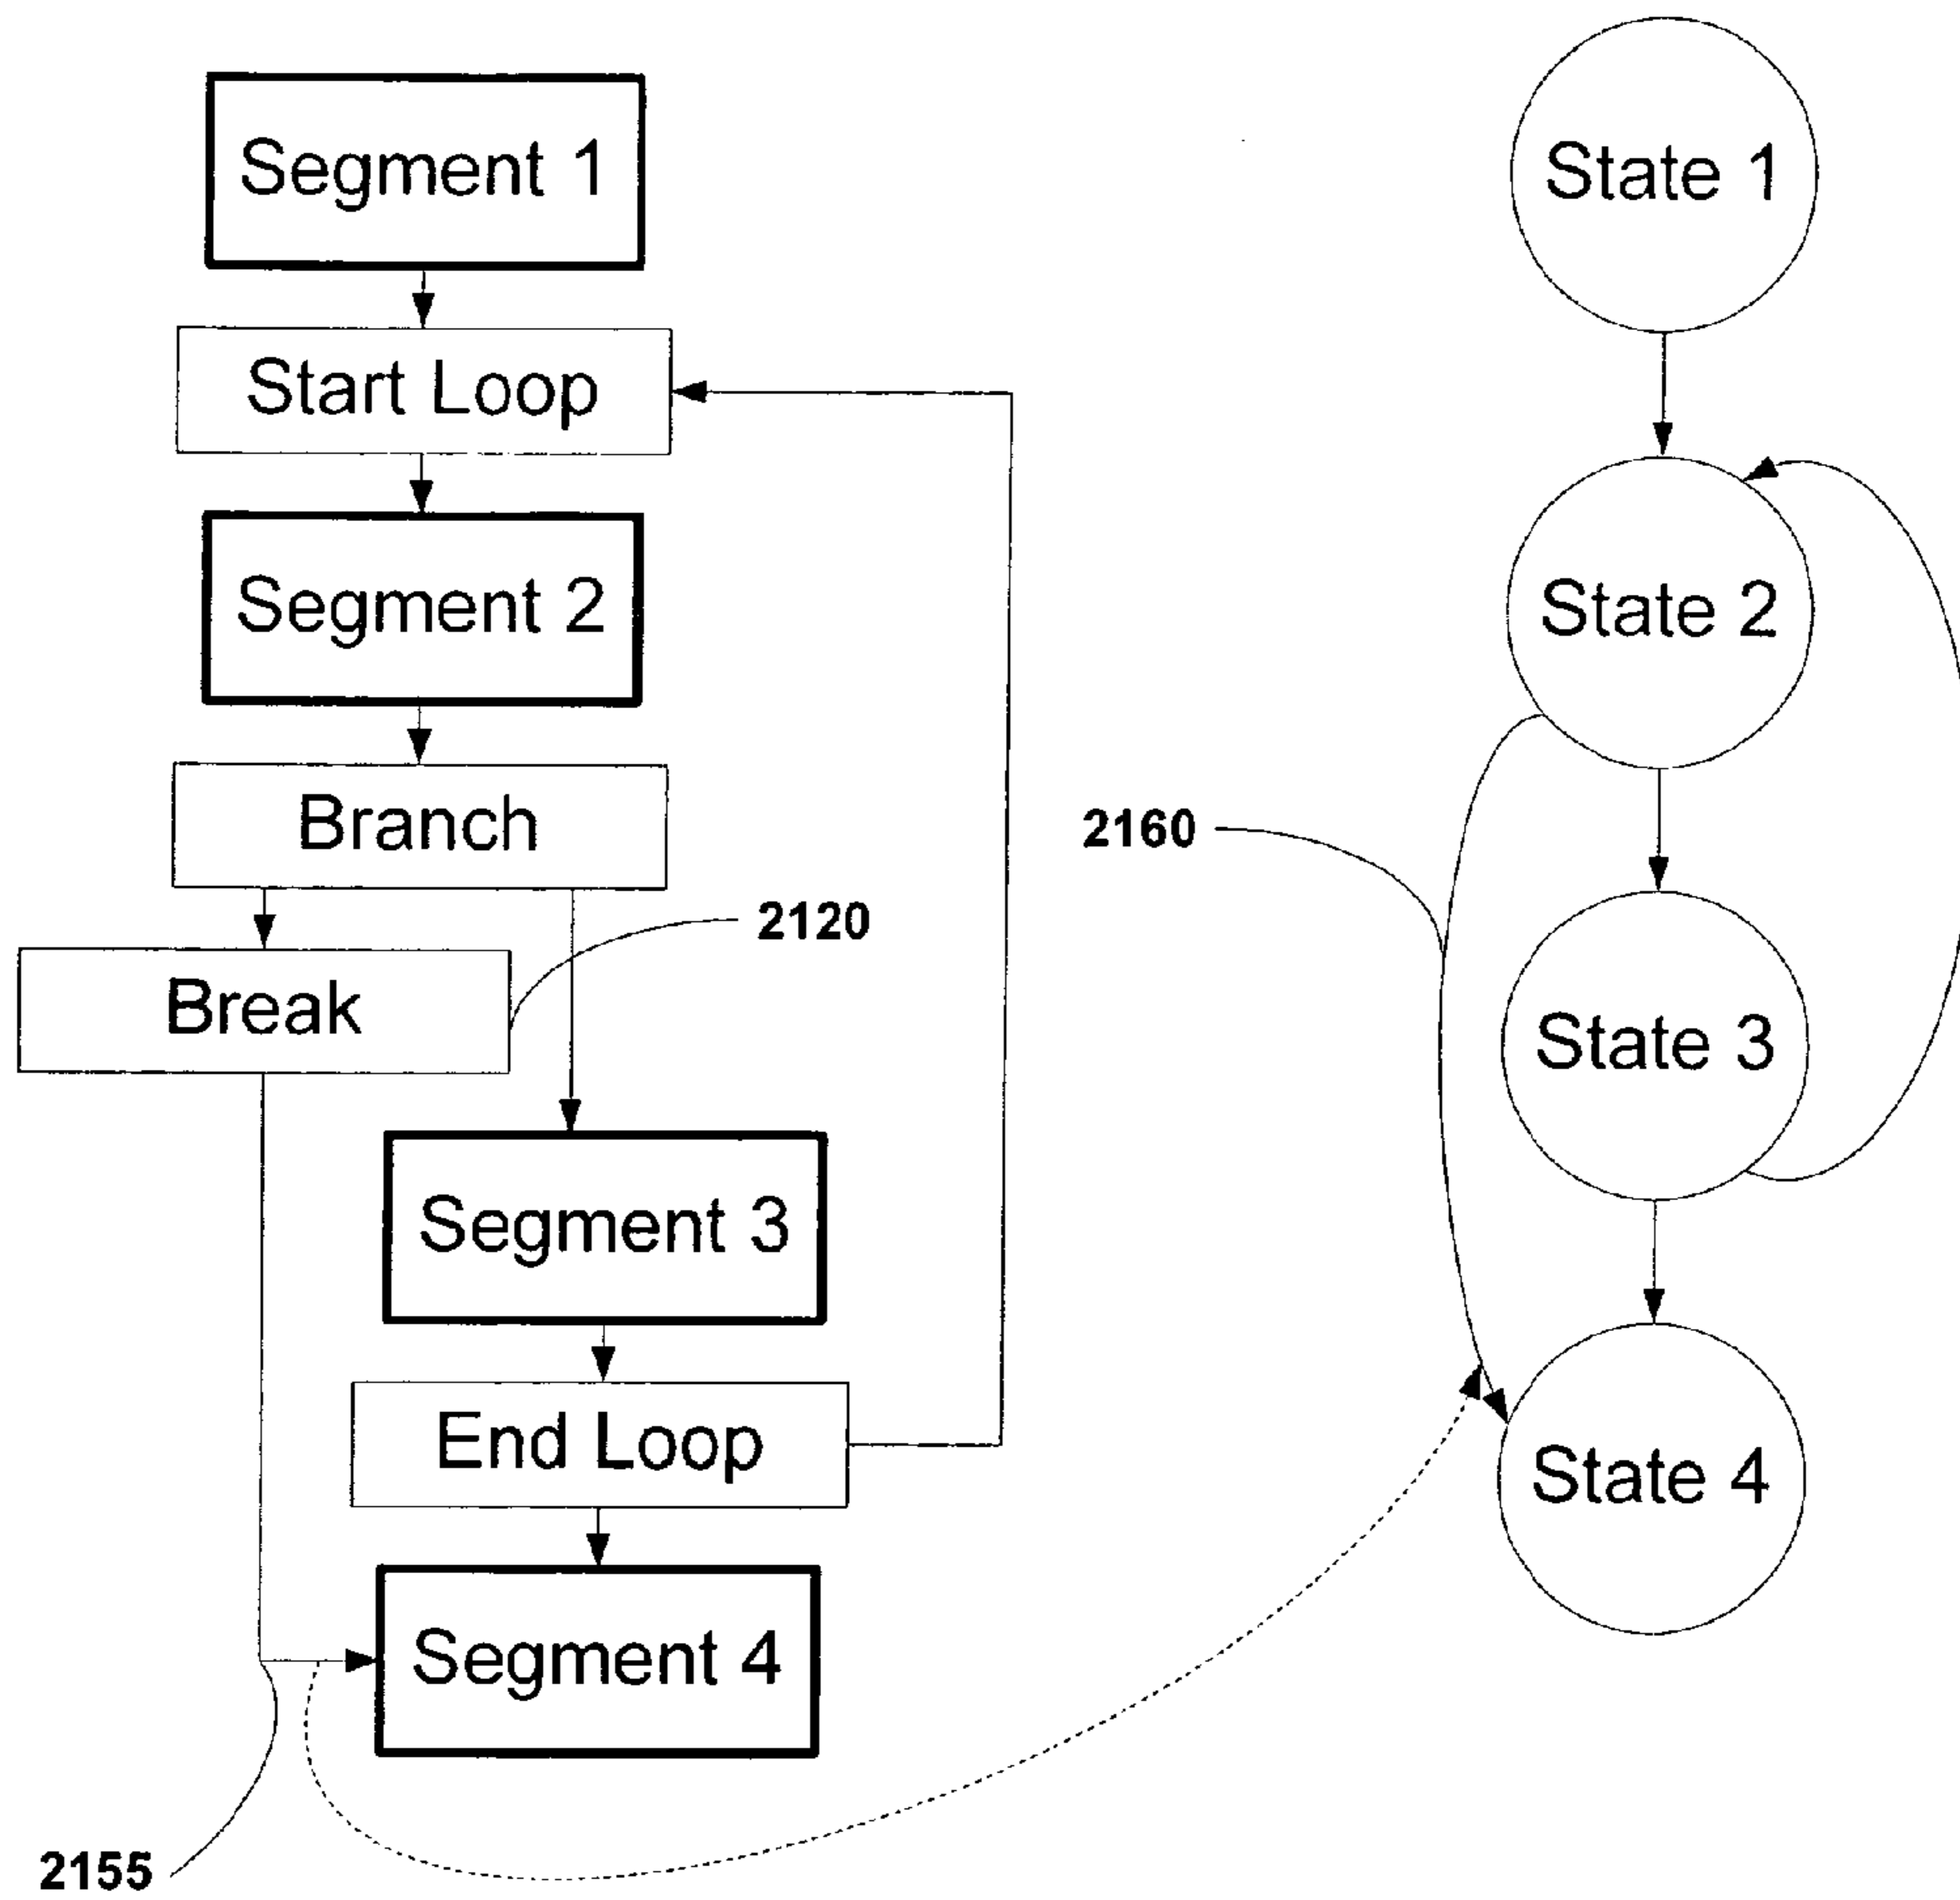 Segment 1
Start Loop
Segment 2
Branch
2120
Break
Segment 3
End Loop
Segment 4
2155
State 1
State 2
2160
State 3
State 4